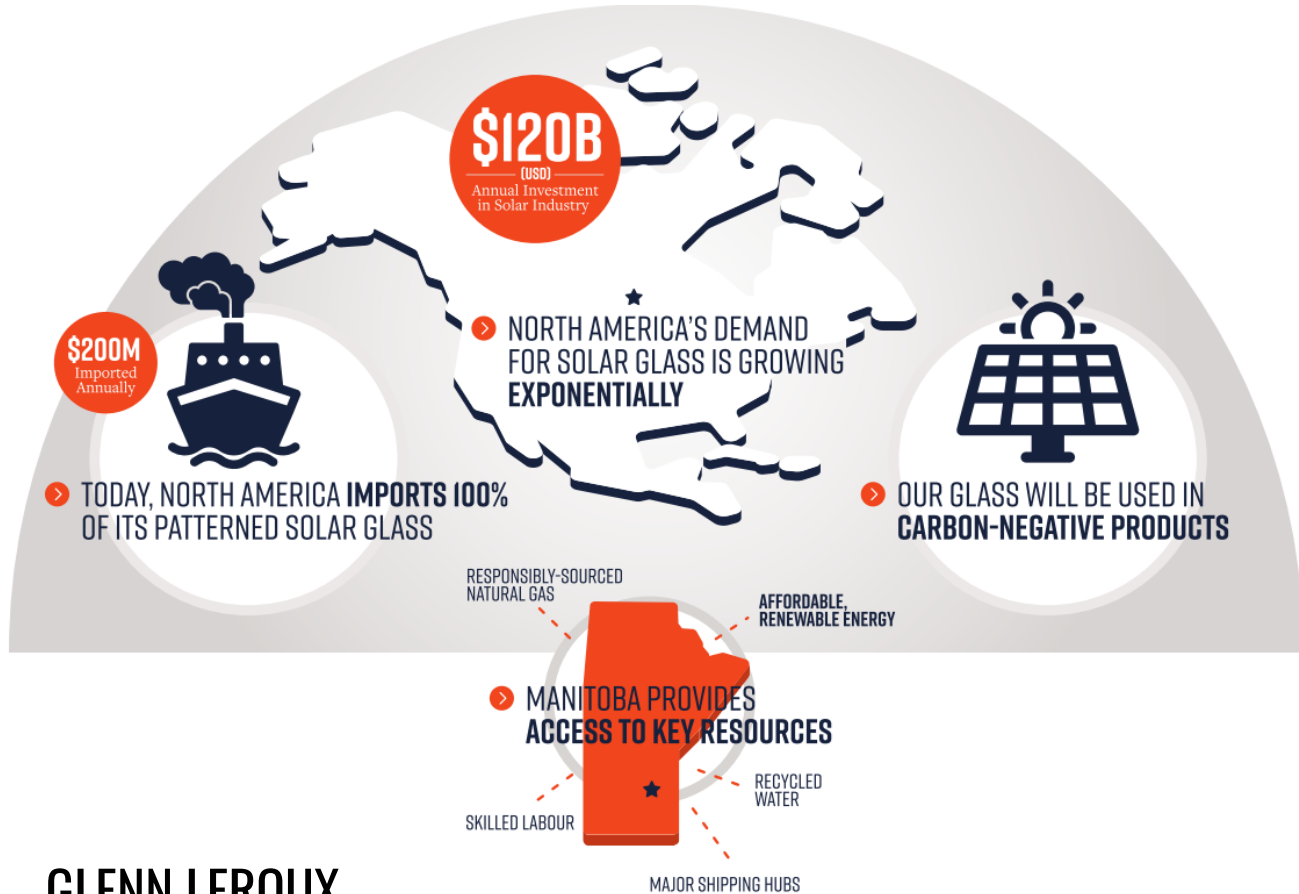 $120B
(USD)
Annual Investment
in Solar Industry
$200M
Imported
Annually
NORTH AMERICA'S DEMAND
FOR SOLAR GLASS IS GROWING
EXPONENTIALLY
TODAY, NORTH AMERICA IMPORTS 100%
OF ITS PATTERNED SOLAR GLASS
OUR GLASS WILL BE USED IN
CARBON-NEGATIVE PRODUCTS
RESPONSIBLY-SOURCED
NATURAL GAS
AFFORDABLE,
RENEWABLE ENERGY
MANITOBA PROVIDES
ACCESS TO KEY RESOURCES
RECYCLED
WATER
SKILLED LABOUR
MAJOR SHIPPING HUBS
GLENN LEROUX